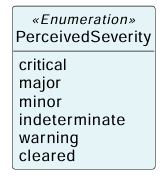 «Enumeration»
PerceivedSeverity
critical
major
minor
indeterminate
warning
cleared